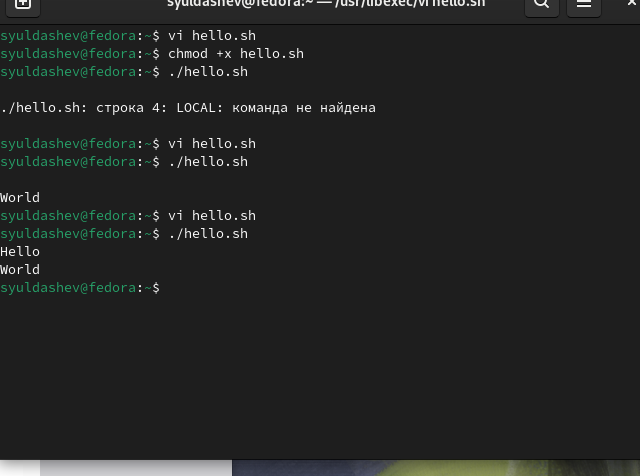 syuldashev@fedora:~ — /usr/libexec/vi hello.sh
syuldashev@fedora:~$ vi hello.sh
syuldashev@fedora:~$ chmod +x hello.sh
syuldashev@fedora:~$ ./hello.sh
./hello.sh: строка 4: LOCAL: команда не найдена
syuldashev@fedora:~$ vi hello.sh
syuldashev@fedora:~$ ./hello.sh
World
syuldashev@fedora:~$ vi hello.sh
syuldashev@fedora:~$ ./hello.sh
Hello
World
syuldashev@fedora:~$